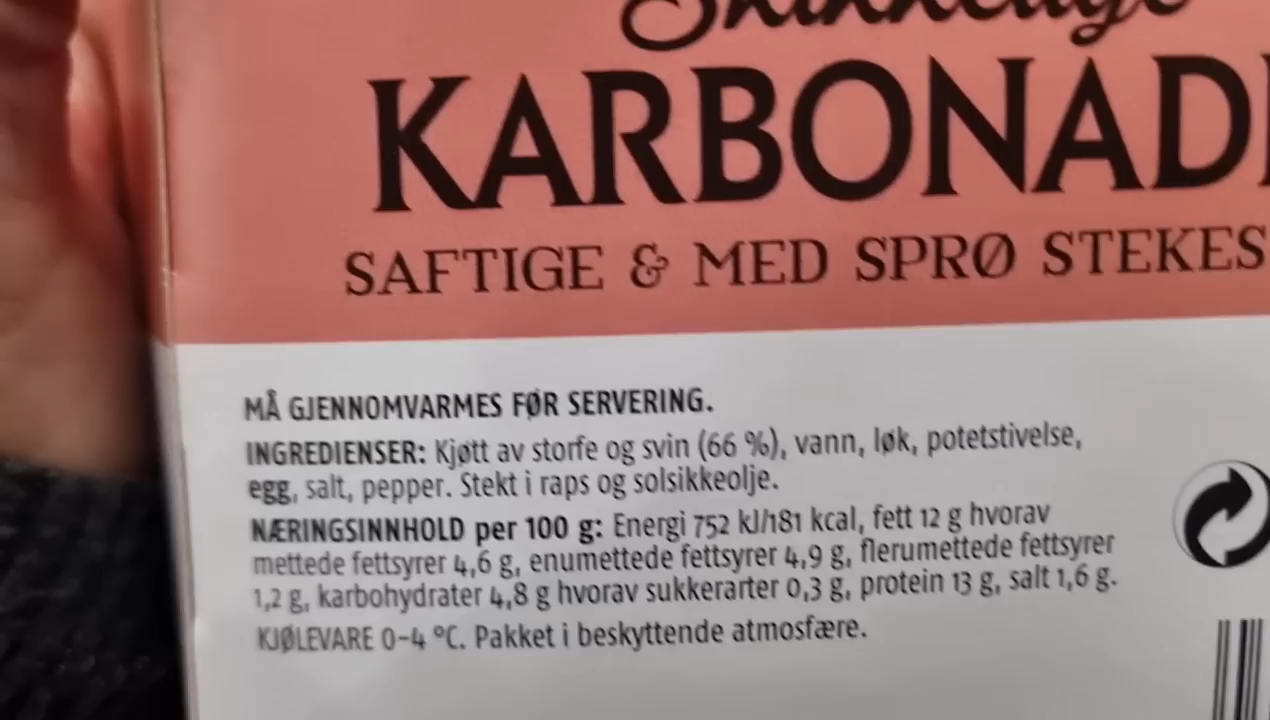 Skikkelige
KARBONADE
SAFTIGE & MED SPRØ STEKES
MÅ GJENNOMVARMES FØR SERVERING.
INGREDIENSER: Kjøtt av storfe og svin (66 %), vann, løk, potetstivelse,
egg, salt, pepper. Stekt i raps og solsikkeolje.
NÆRINGSINNHOLD per 100 g: Energi 752 kJ/181 kcal, fett 12 g hvorav
mettede fettsyrer 4,6 g, enumettede fettsyrer 4,9 g, flerumettede fettsyrer
1,2 g, karbohydrater 4,8 g hvorav sukkerarter 0,3 g, protein 13 g, salt 1,6 g.
KJØLEVARE 0–4 °C. Pakket i beskyttende atmosfære.